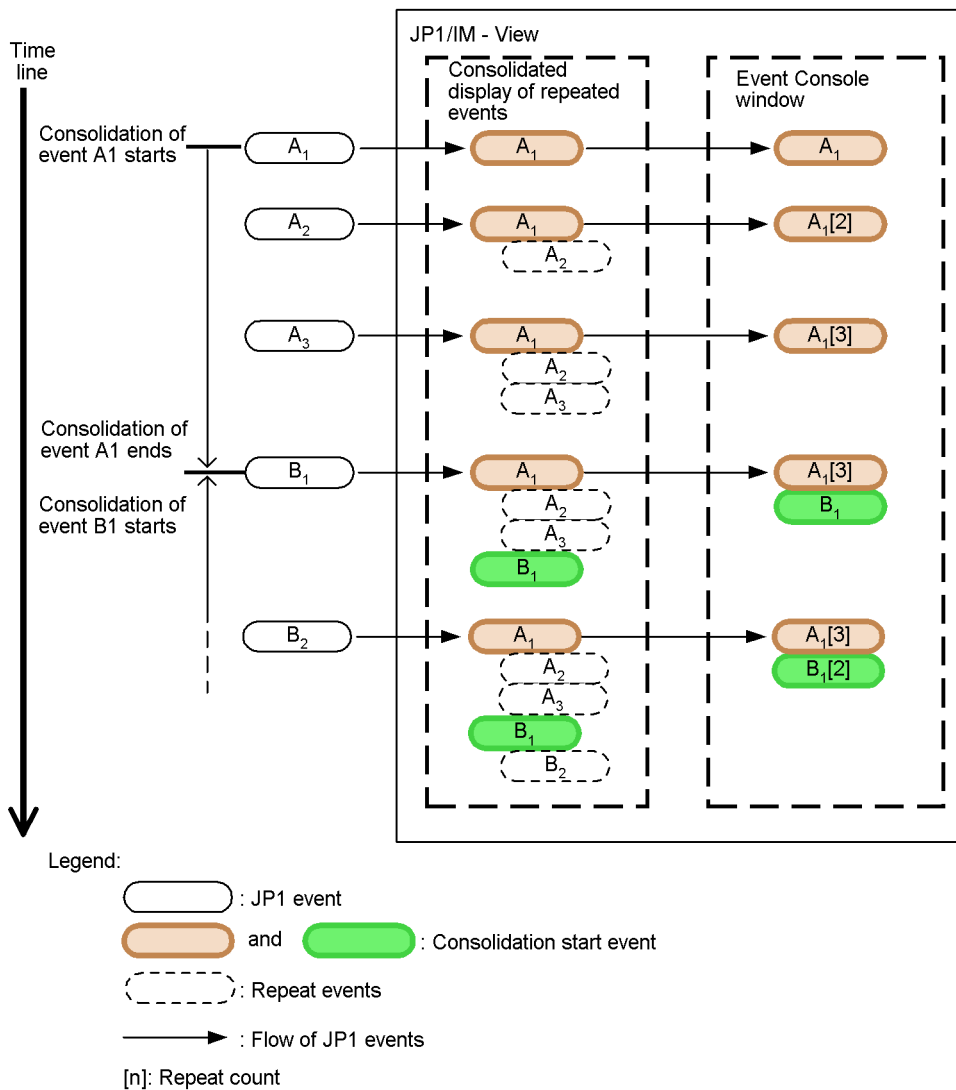 JP1/IM - View
Time
line
Consolidated
display of repeated
events
Event Console
window
Consolidation of
event A1 starts
A₁
A₁
A₁
A₂
A₁
A₁[2]
A₂
A₃
A₁
A₁[3]
A₂
A₃
Consolidation of
event A1 ends
B₁
A₁
A₁[3]
Consolidation of
event B1 starts
A₂
B₁
A₃
B₁
B₂
A₁
A₁[3]
A₂
B₁[2]
A₃
B₁
B₂
Legend:
: JP1 event
and : Consolidation start event
: Repeat events
: Flow of JP1 events
[n]: Repeat count